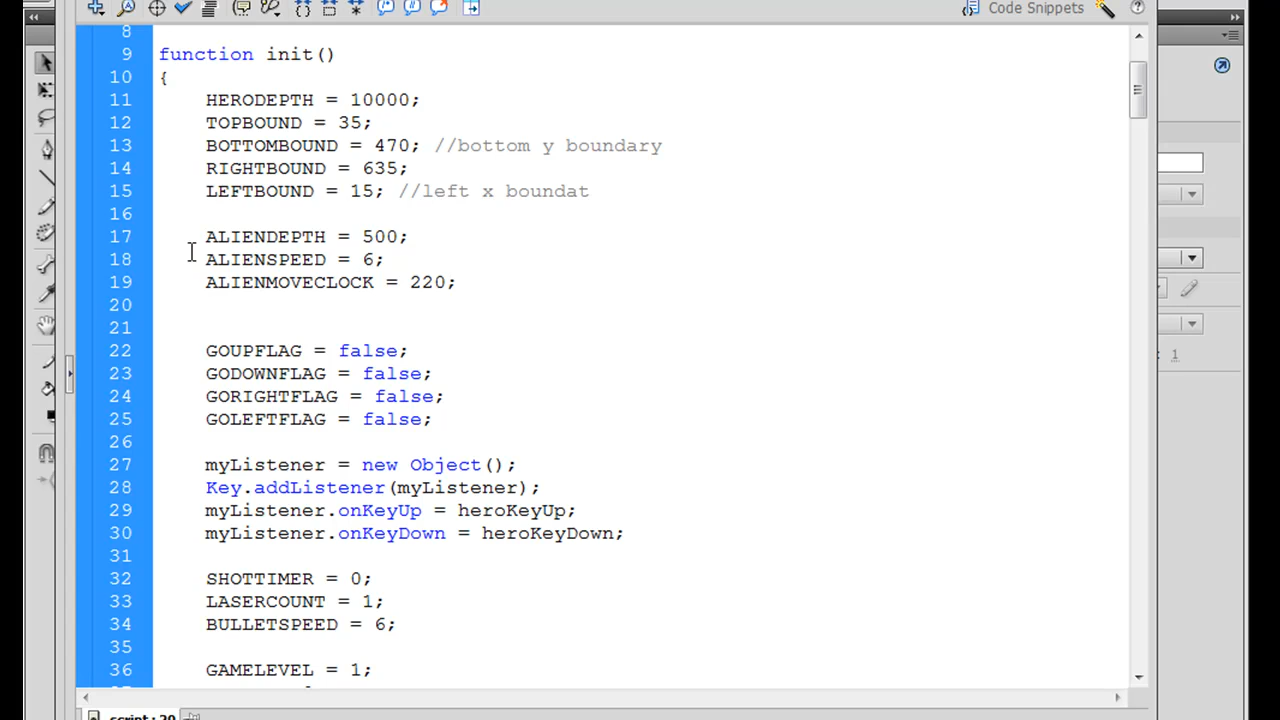 Code Snippets
8
9 function init()
10 {
11 HERODEPTH = 10000;
12 TOPBOUND = 35;
13 BOTTOMBOUND = 470; //bottom y boundary
14 RIGHTBOUND = 635;
15 LEFTBOUND = 15; //left x boundat
16
17 ALIENDEPTH = 500;
18 ALIENSPEED = 6;
19 ALIENMOVECLOCK = 220;
20
21
22 GOUPFLAG = false;
23 GODOWNFLAG = false;
24 GORIGHTFLAG = false;
25 GOLEFTFLAG = false;
26
27 myListener = new Object();
28 Key.addListener(myListener);
29 myListener.onKeyUp = heroKeyUp;
30 myListener.onKeyDown = heroKeyDown;
31
32 SHOTTIMER = 0;
33 LASERCOUNT = 1;
34 BULLETSPEED = 6;
35
36 GAMELEVEL = 1;
script : 20
: 1